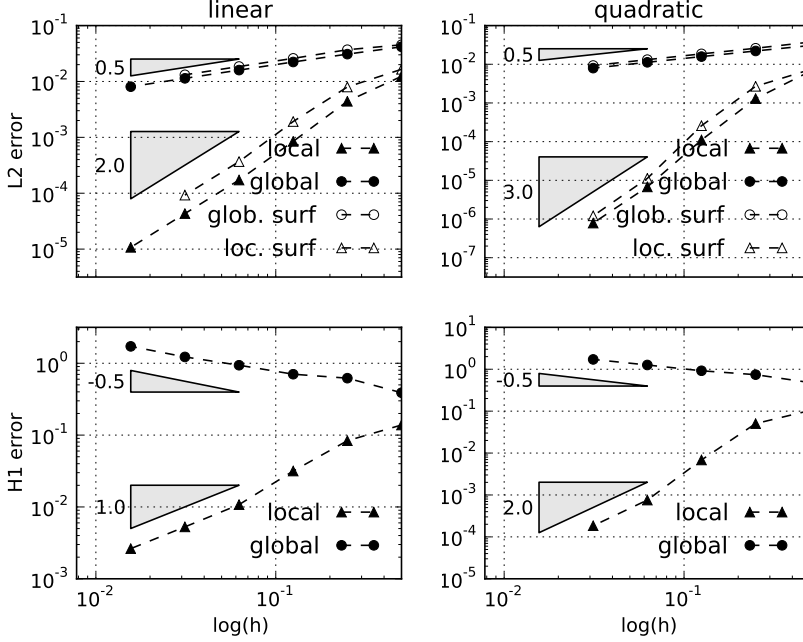 linear
quadratic
10^-1
10^-2
10^-3
10^-4
10^-5
L2 error
0.5
2.0
local
global
glob. surf
loc. surf
10^-1
10^-2
10^-3
10^-4
10^-5
10^-6
10^-7
0.5
3.0
local
global
glob. surf
loc. surf
10^0
10^-1
10^-2
10^-3
H1 error
-0.5
1.0
local
global
10^-2
10^-1
log(h)
10^1
10^0
10^-1
10^-2
10^-3
10^-4
10^-5
-0.5
2.0
local
global
10^-2
10^-1
log(h)